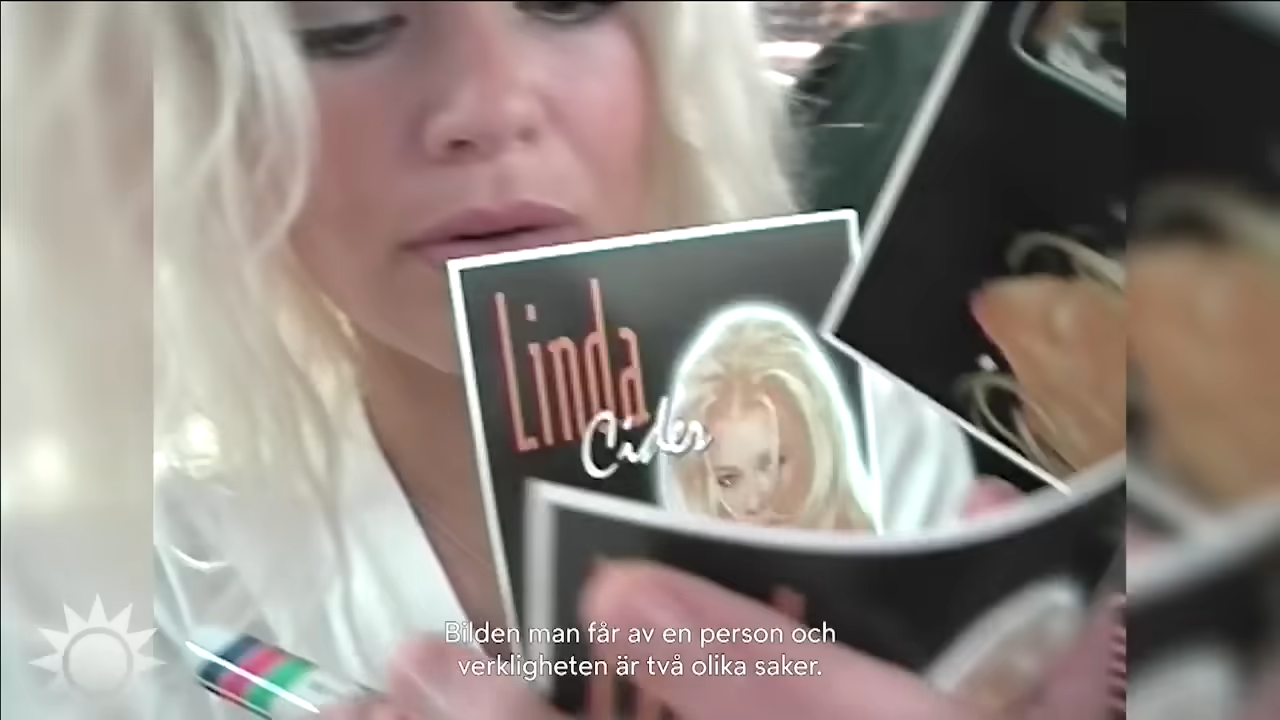 Linda
Cider
Bilden man får av en person och
verkligheten är två olika saker.